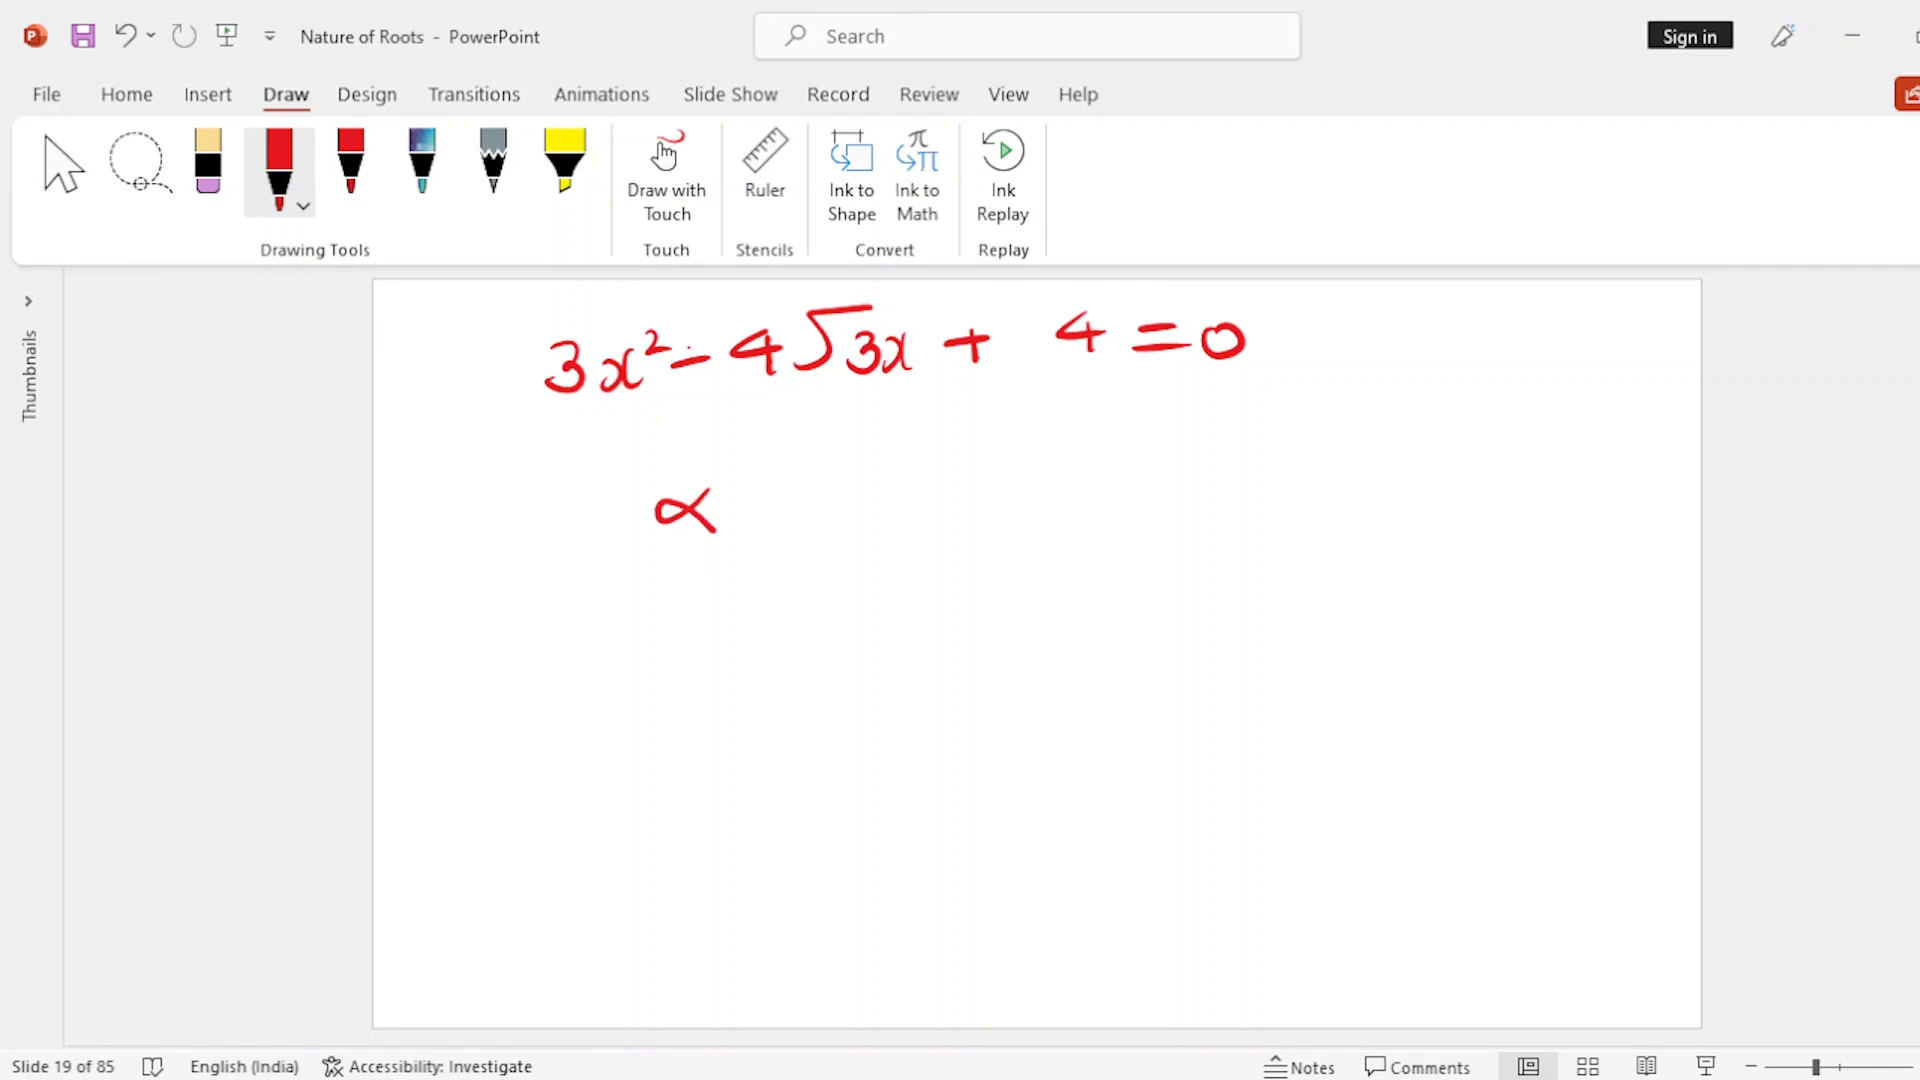 Nature of Roots - PowerPoint
Search
Sign in
File Home Insert Draw Design Transitions Animations Slide Show Record Review View Help
Draw with Touch
Ruler
Ink to Shape
Ink to Math
Ink Replay
Drawing Tools Touch Stencils Convert Replay
Thumbnails
3x² - 4√3x + 4 = 0
α
Slide 19 of 85 English (India) Accessibility: Investigate Notes Comments